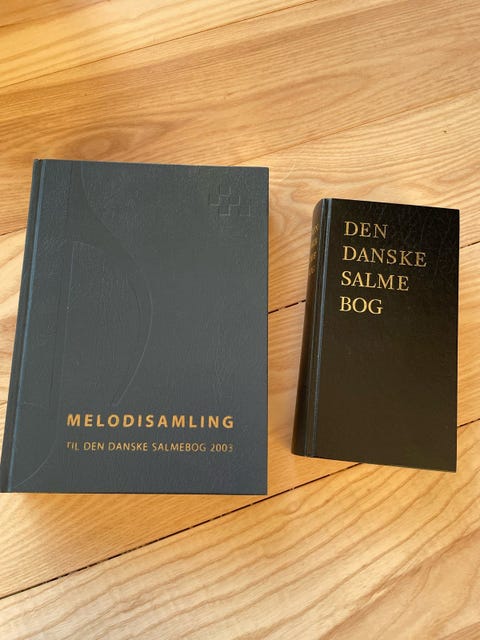 MELODISAMLING
TIL DEN DANSKE SALMEBOG 2003
DEN
DANSKE
SALME
BOG